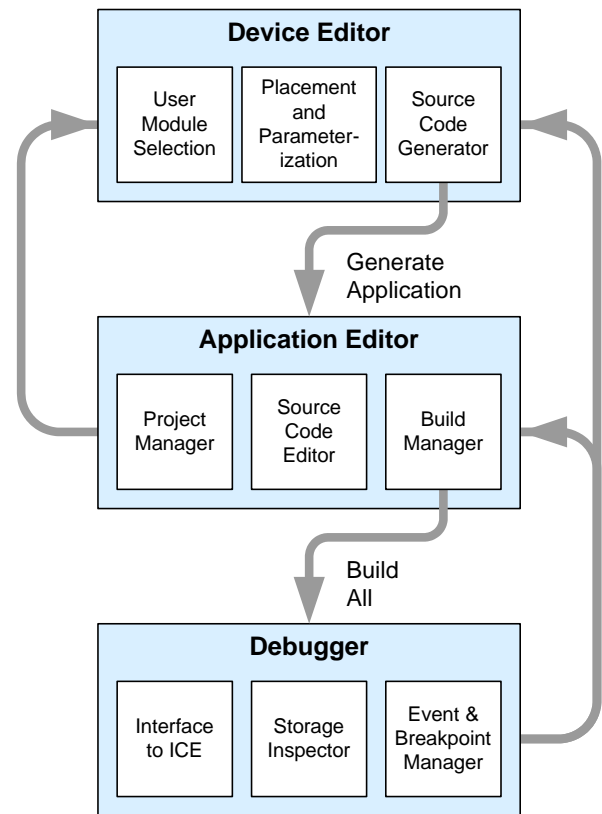 Device Editor
User
Module
Selection
Placement
and
Parameter-
ization
Source
Code
Generator
Generate
Application
Application Editor
Project
Manager
Source
Code
Editor
Build
Manager
Build
All
Debugger
Interface
to ICE
Storage
Inspector
Event &
Breakpoint
Manager